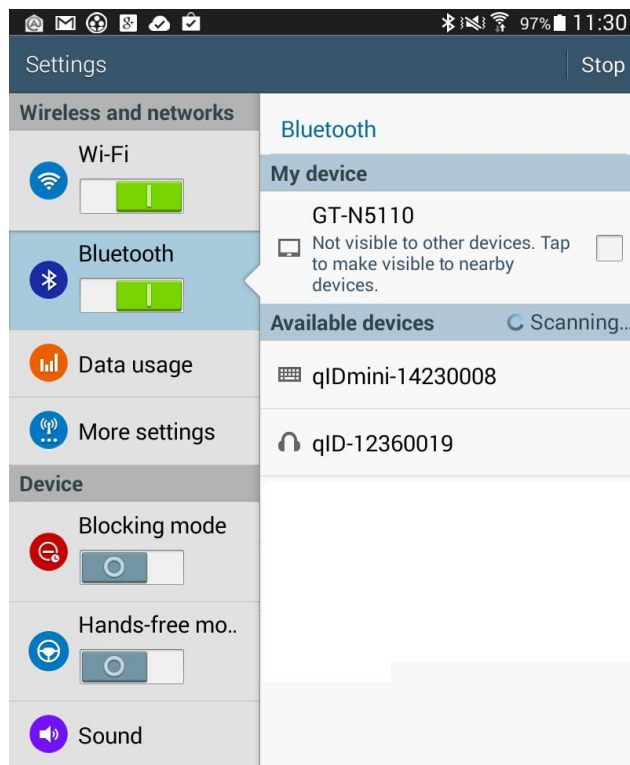 97% 11:30
Settings
Stop
Wireless and networks
Wi-Fi
Bluetooth
Data usage
More settings
Device
Blocking mode
Hands-free mo..
Sound
Bluetooth
My device
GT-N5110
Not visible to other devices. Tap
to make visible to nearby
devices.
Available devices
Scanning...
qIDmini-14230008
qID-12360019